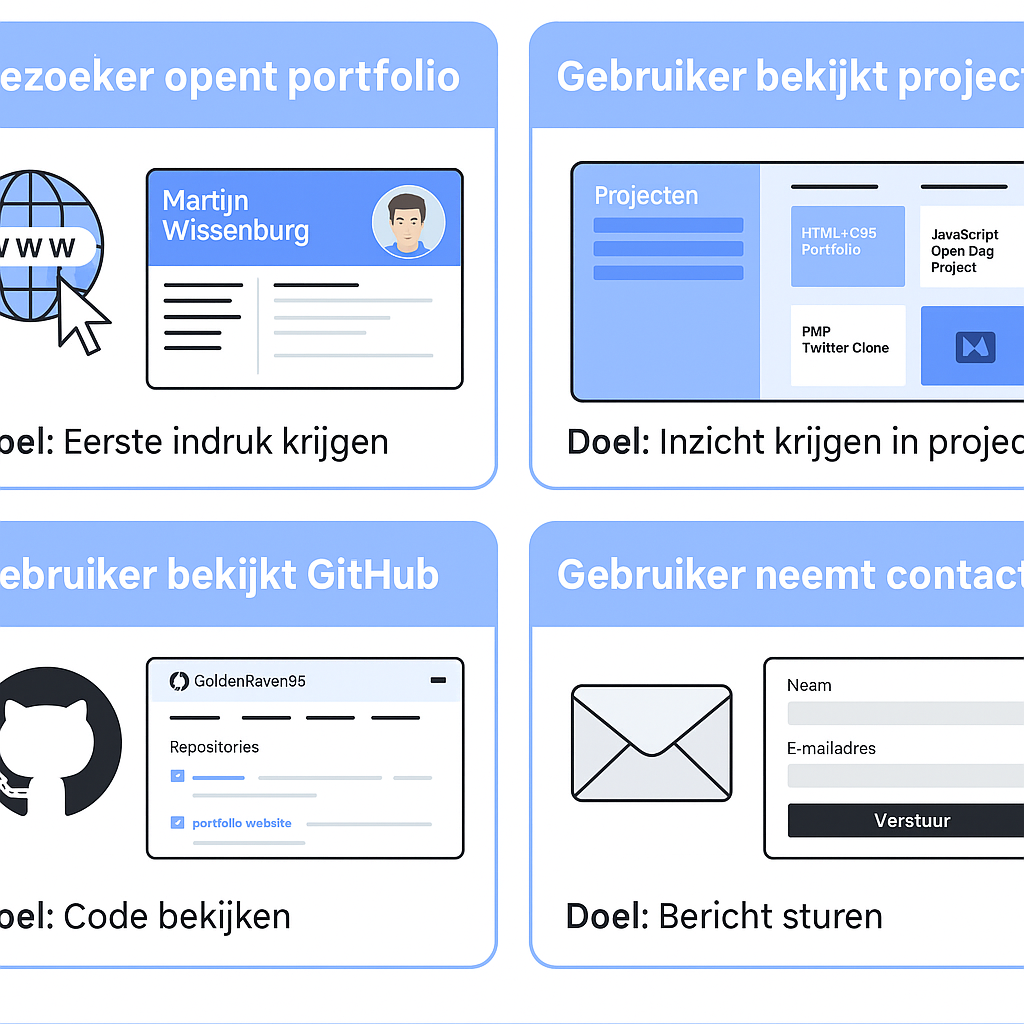 ezoeker opent portfolio
WWW
Martijn
Wissenburg
oel: Eerste indruk krijgen
Gebruiker bekijkt project
Projecten
HTML+C95
Portfolio
JavaScript
Open Dag
Project
PMP
Twitter Clone
Doel: Inzicht krijgen in projec
ebruiker bekijkt GitHub
GoldenRaven95
Repositories
portfollo website
oel: Code bekijken
Gebruiker neemt contact
Neam
E-mailadres
Verstuur
Doel: Bericht sturen